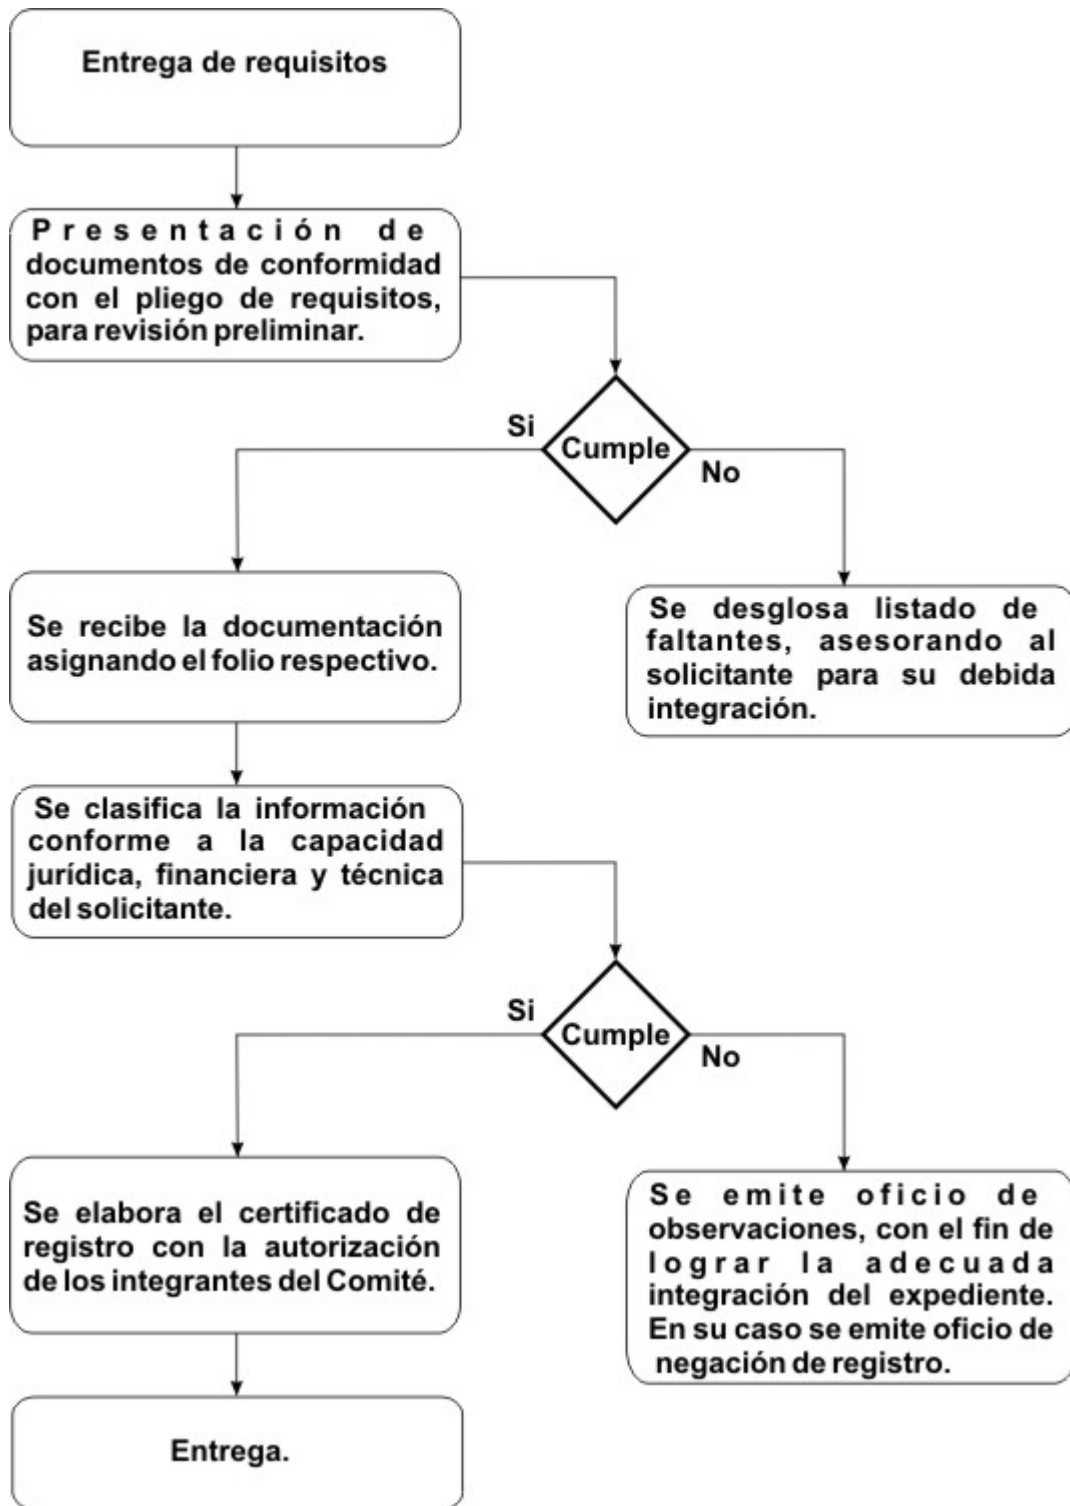 Entrega de requisitos
Presentación de
documentos de conformidad
con el pliego de requisitos,
para revisión preliminar.
Si
Cumple
No
Se recibe la documentación
asignando el folio respectivo.
Se desglosa listado de
faltantes, asesorando al
solicitante para su debida
integración.
Se clasifica la información
conforme a la capacidad
jurídica, financiera y técnica
del solicitante.
Si
Cumple
No
Se elabora el certificado de
registro con la autorización
de los integrantes del Comité.
Se emite oficio de
observaciones, con el fin de
lograr la adecuada
integración del expediente.
En su caso se emite oficio de
negación de registro.
Entrega.